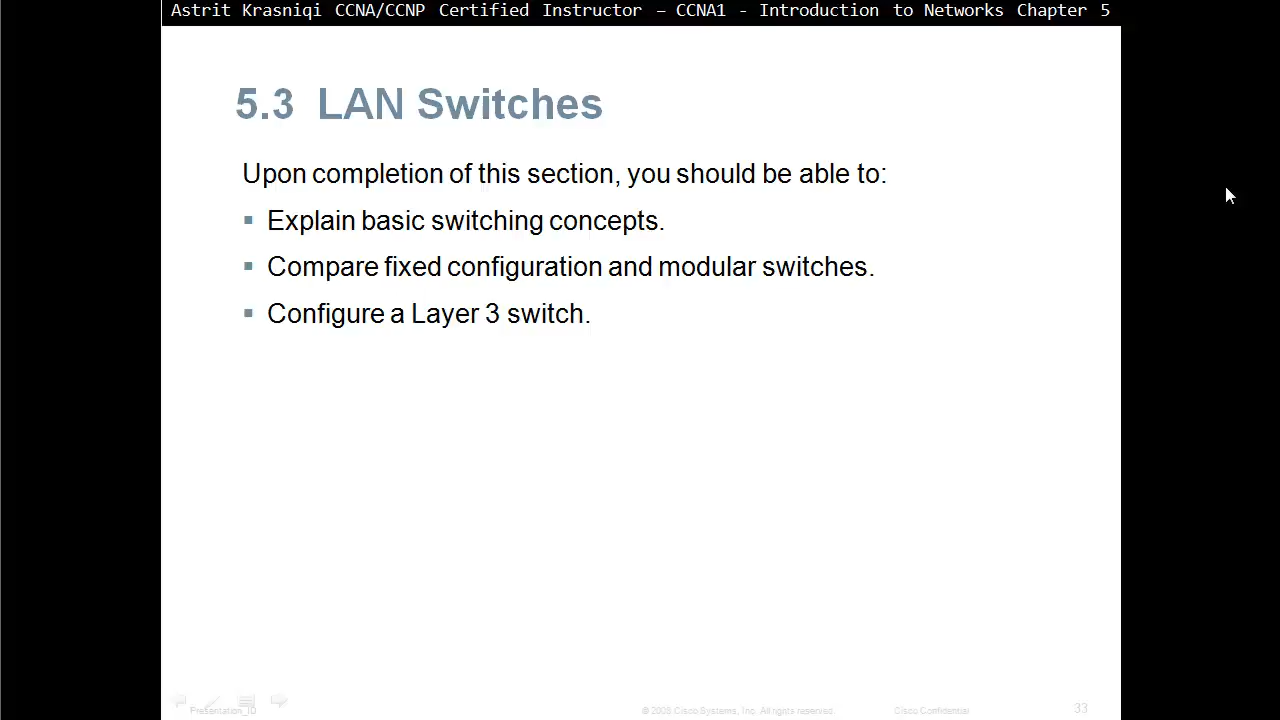 Astrit Krasniqi CCNA/CCNP Certified Instructor – CCNA1 - Introduction to Networks Chapter 5
5.3 LAN Switches
Upon completion of this section, you should be able to:
▪ Explain basic switching concepts.
▪ Compare fixed configuration and modular switches.
▪ Configure a Layer 3 switch.
Presentation_ID
© 2008 Cisco Systems, Inc. All rights reserved.
Cisco Confidential
33